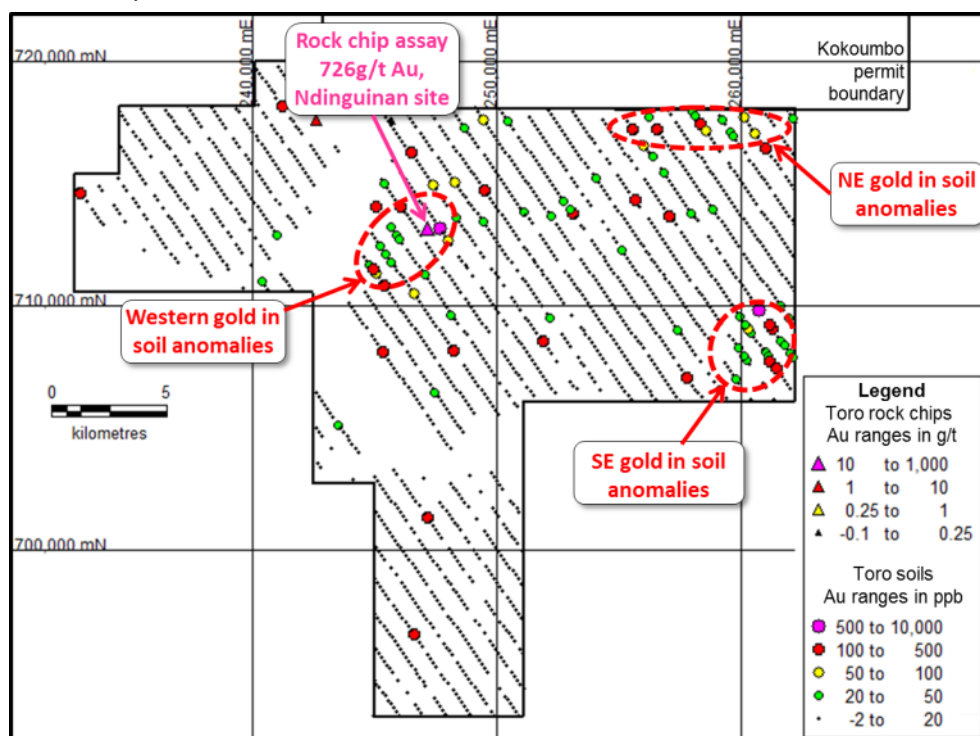 Rock chip assay
726g/t Au,
Ndinguinan site
Kokoumbo
permit
boundary
720,000 mN
240,000 mE
250,000 mE
260,000 mE
NE gold in soil
anomalies
710,000 mN
Western gold in
soil anomalies
0 5
kilometres
SE gold in soil
anomalies
700,000 mN
Legend
Toro rock chips
Au ranges in g/t
10 to 1,000
1 to 10
0.25 to 1
-0.1 to 0.25
Toro soils
Au ranges in ppb
500 to 10,000
100 to 500
50 to 100
20 to 50
-2 to 20